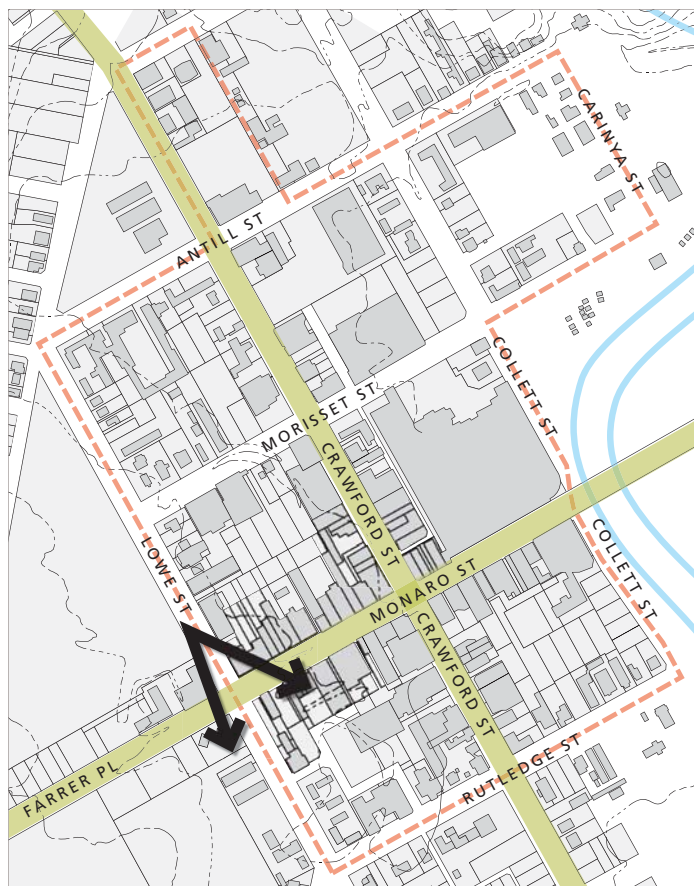 CARINYA ST
ANTILL ST
COLLETT ST
MORISSET ST
CRAWFORD ST
COLLETT ST
LOWE ST
MONARO ST
CRAWFORD ST
RUTLEDGE ST
FARRER PL